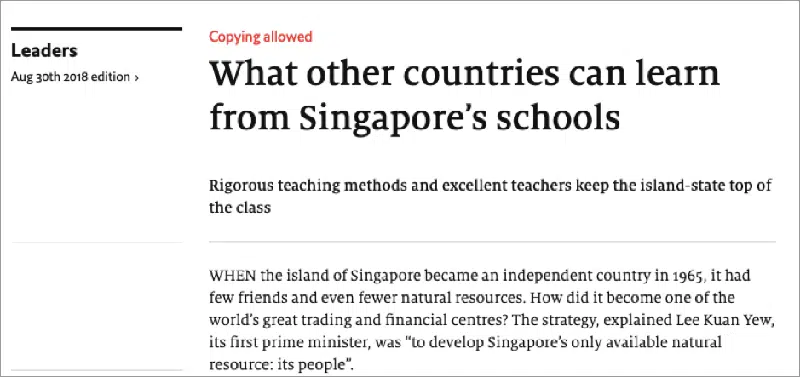 Leaders
Aug 30th 2018 edition ›
Copying allowed
What other countries can learn
from Singapore’s schools
Rigorous teaching methods and excellent teachers keep the island-state top of
the class
WHEN the island of Singapore became an independent country in 1965, it had
few friends and even fewer natural resources. How did it become one of the
world’s great trading and financial centres? The strategy, explained Lee Kuan Yew,
its first prime minister, was “to develop Singapore’s only available natural
resource: its people”.